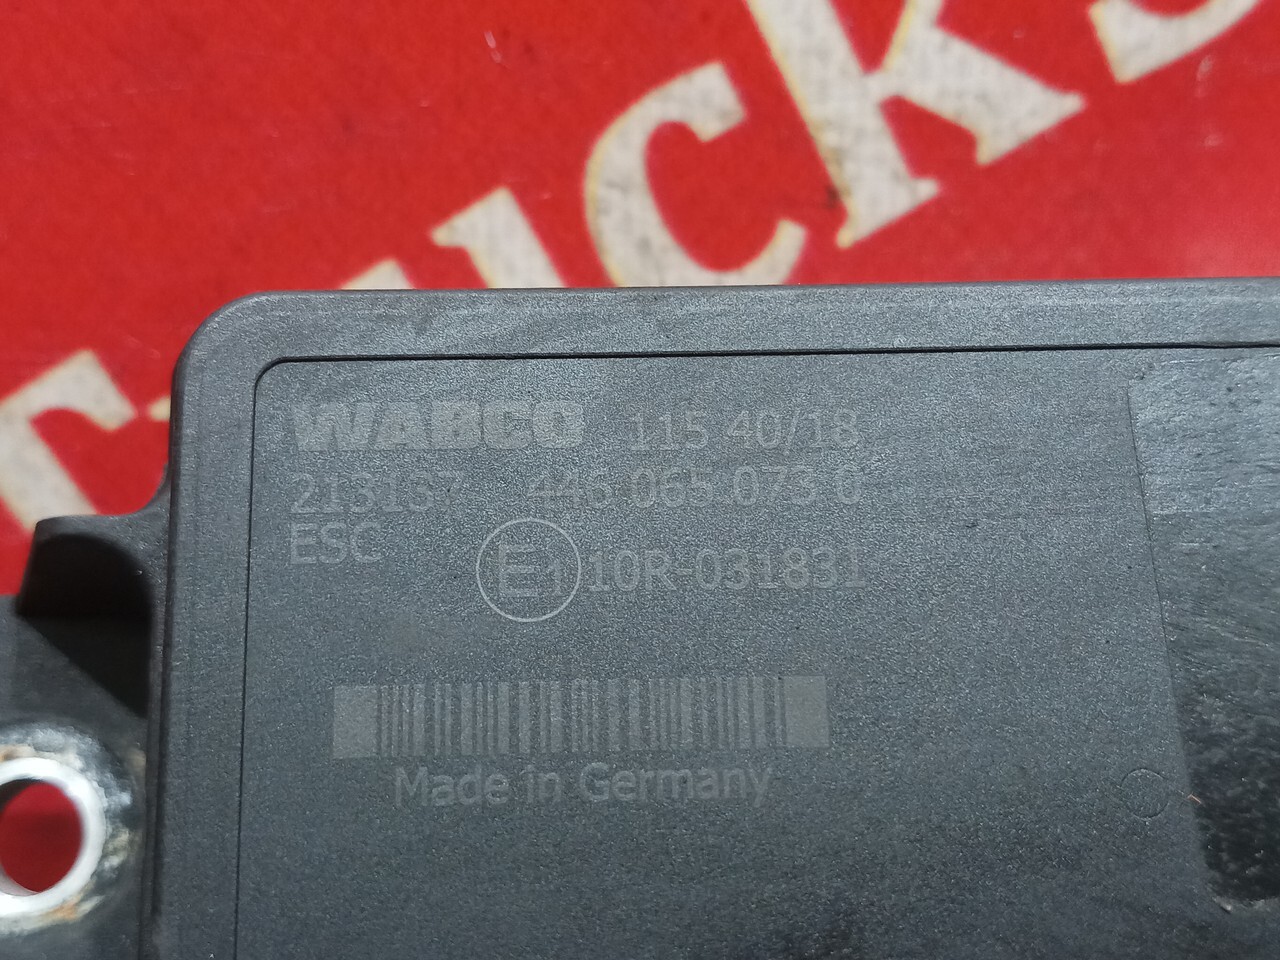 WABCO 115 40/18
213137 446 065 073 0
ESC E1 10R-031831
Made in Germany